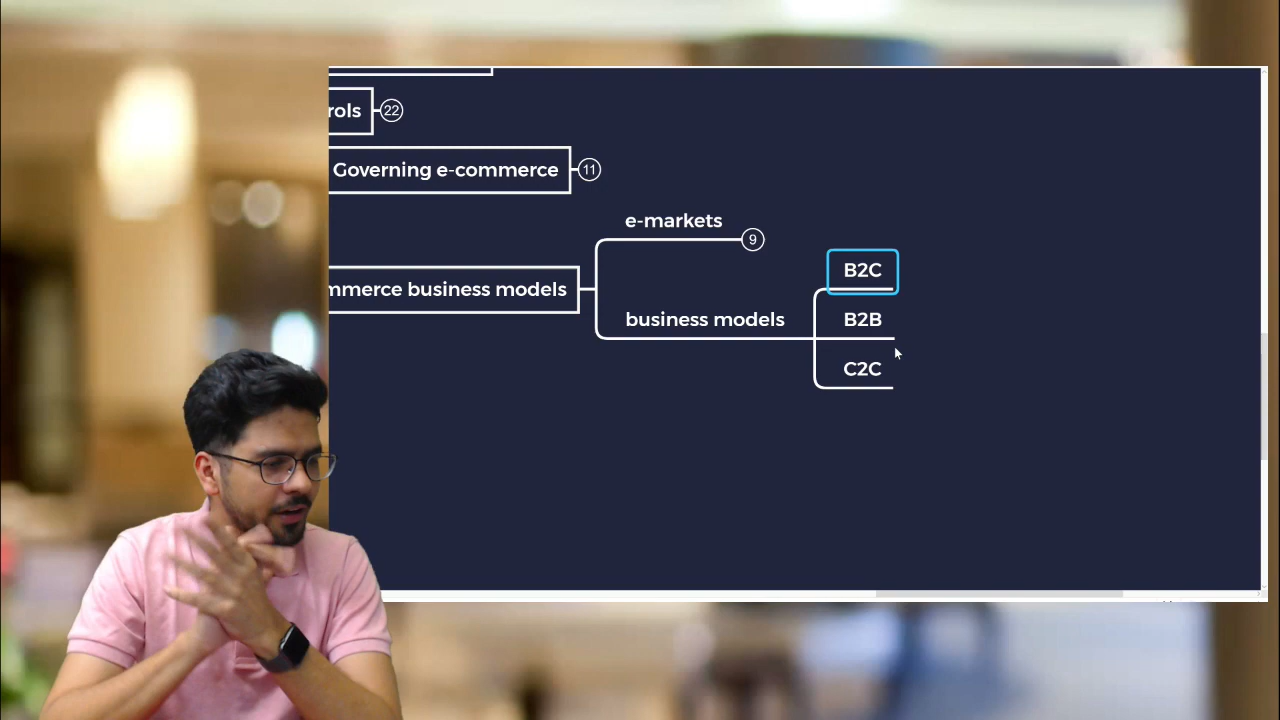 rols 22
Governing e-commerce 11
e-markets 9
B2C
mmerce business models
business models B2B
C2C